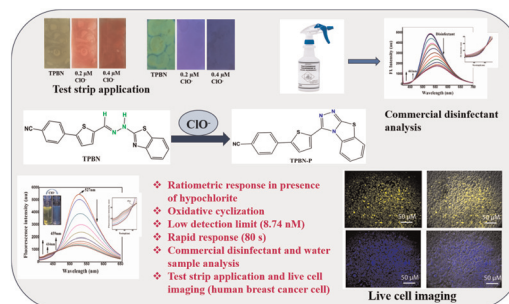 TPBN
0.2 µM
ClO-
0.4 µM
ClO-
TPBN
0.2 µM
ClO-
0.4 µM
ClO-
Test strip application
Disinfectant
Wavelength (nm)
Commercial disinfectant
analysis
NC
S
H
N
N
H
N
S
TPBN
ClO-
NC
S
N
N
N
S
TPBN-P
Fluorescence intensity (au)
527nm
Wavelength (nm)
Ratiometric response in presence
of hypochlorite
Oxidative cyclization
Low detection limit (8.74 nM)
Rapid response (80 s)
Commercial disinfectant and water
sample analysis
Test strip application and live cell
imaging (human breast cancer cell)
50 µM
50 µM
50 µM
50 µM
Live cell imaging